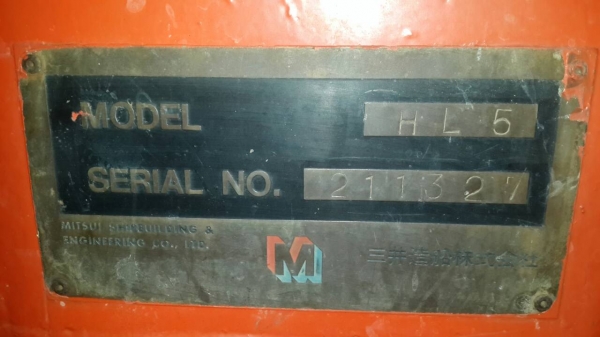 MODEL HL5
SERIAL NO. 211327
MITSUI SHIPBUILDING &
ENGINEERING CO., LTD.
M
三井造船株式会社